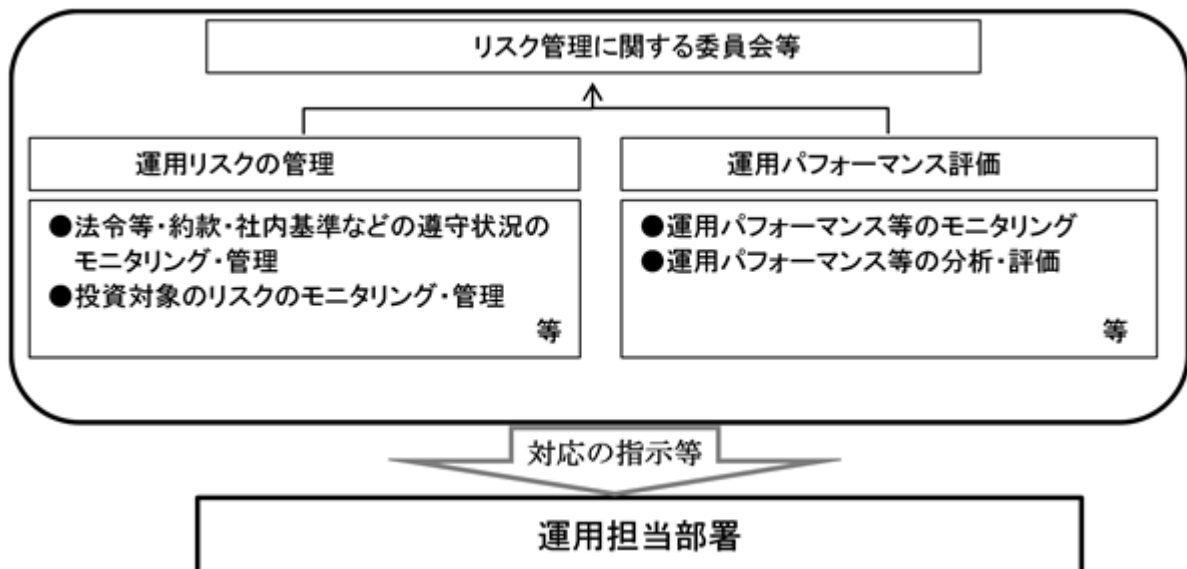 リスク管理に関する委員会等
運用リスクの管理
●法令等・約款・社内基準などの遵守状況の
モニタリング・管理
●投資対象のリスクのモニタリング・管理
等
運用パフォーマンス評価
●運用パフォーマンス等のモニタリング
●運用パフォーマンス等の分析・評価
等
対応の指示等
運用担当部署